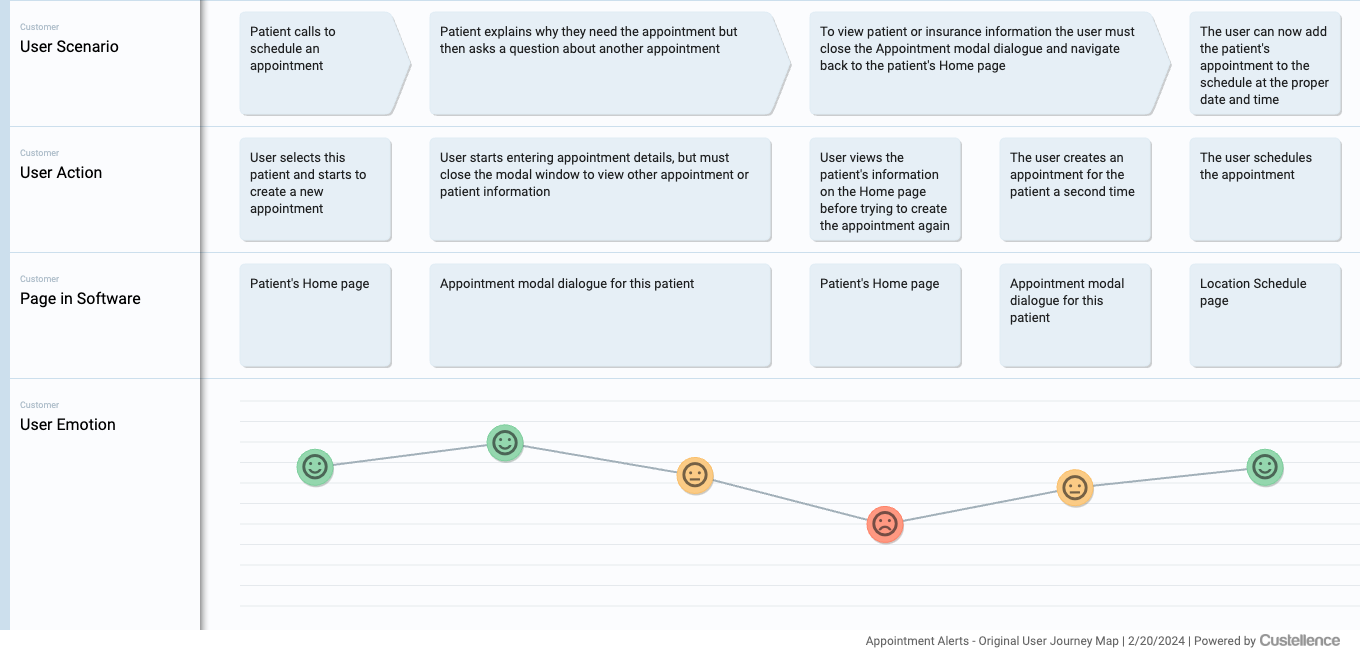 Customer
User Scenario
Patient calls to
schedule an
appointment
Patient explains why they need the appointment but
then asks a question about another appointment
To view patient or insurance information the user must
close the Appointment modal dialogue and navigate
back to the patient's Home page
The user can now add
the patient's
appointment to the
schedule at the proper
date and time
Customer
User Action
User selects this
patient and starts to
create a new
appointment
User starts entering appointment details, but must
close the modal window to view other appointment or
patient information
User views the
patient's information
on the Home page
before trying to create
the appointment again
The user creates an
appointment for the
patient a second time
The user schedules
the appointment
Customer
Page in Software
Patient's Home page
Appointment modal dialogue for this patient
Patient's Home page
Appointment modal
dialogue for this
patient
Location Schedule
page
Customer
User Emotion
Appointment Alerts - Original User Journey Map | 2/20/2024 | Powered by Custellence